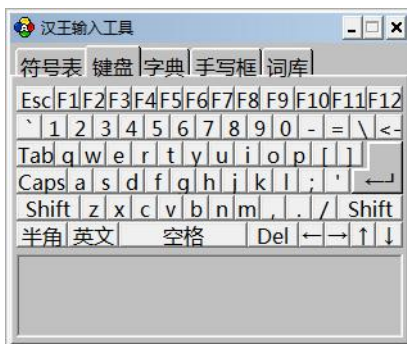 汉王输入工具
符号表 键盘 字典 手写框 词库
Esc F1 F2 F3 F4 F5 F6 F7 F8 F9 F10 F11 F12
` 1 2 3 4 5 6 7 8 9 0 - = \ <-
Tab q w e r t y u i o p [ ]
Caps a s d f g h j k l ; ' ←┘
Shift z x c v b n m , . / Shift
半角 英文 空格 Del ← → ↑ ↓